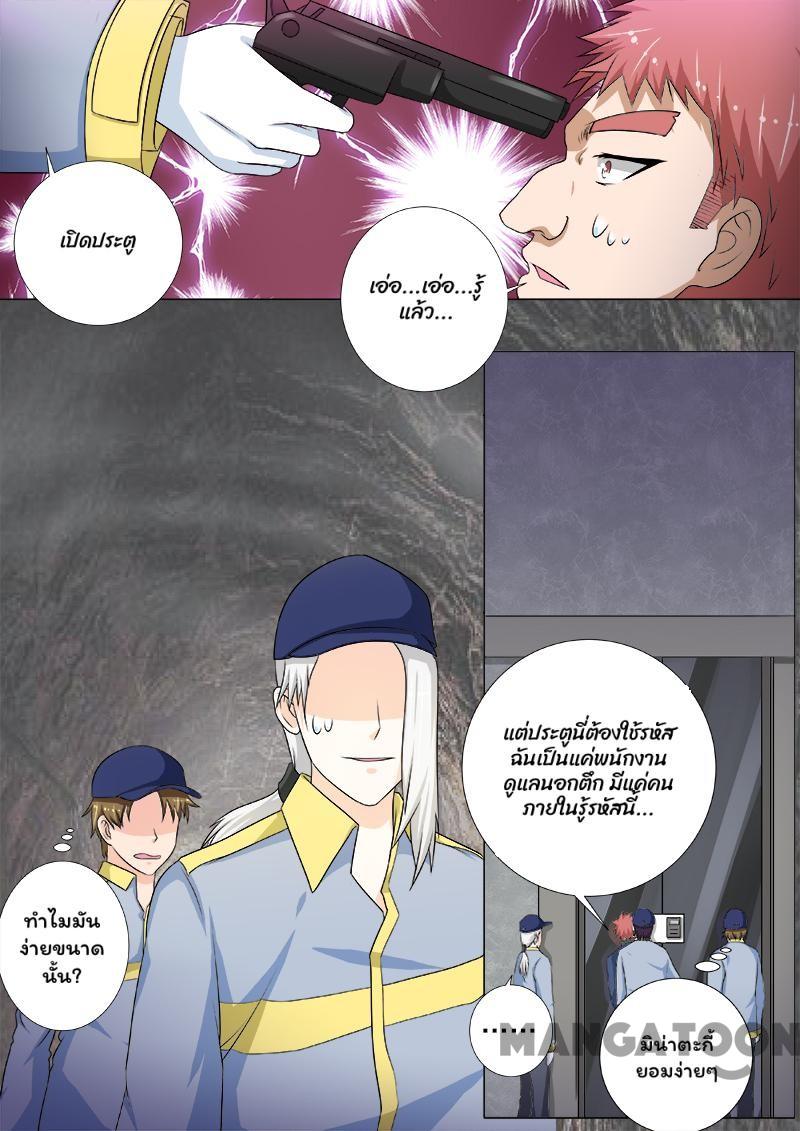 เปิดประตู
เอ่อ...เอ่อ...รู้
แล้ว...
แต่ประตูนี่ต้องใช้รหัส
ฉันเป็นแค่พนักงาน
ดูแลนอกตึก มีแค่คน
ภายในรู้รหัสนี้...
ทำไมมัน
ง่ายขนาด
นั้น?
......
มิน่าตะกี้
ยอมง่ายๆ
MANGATOON